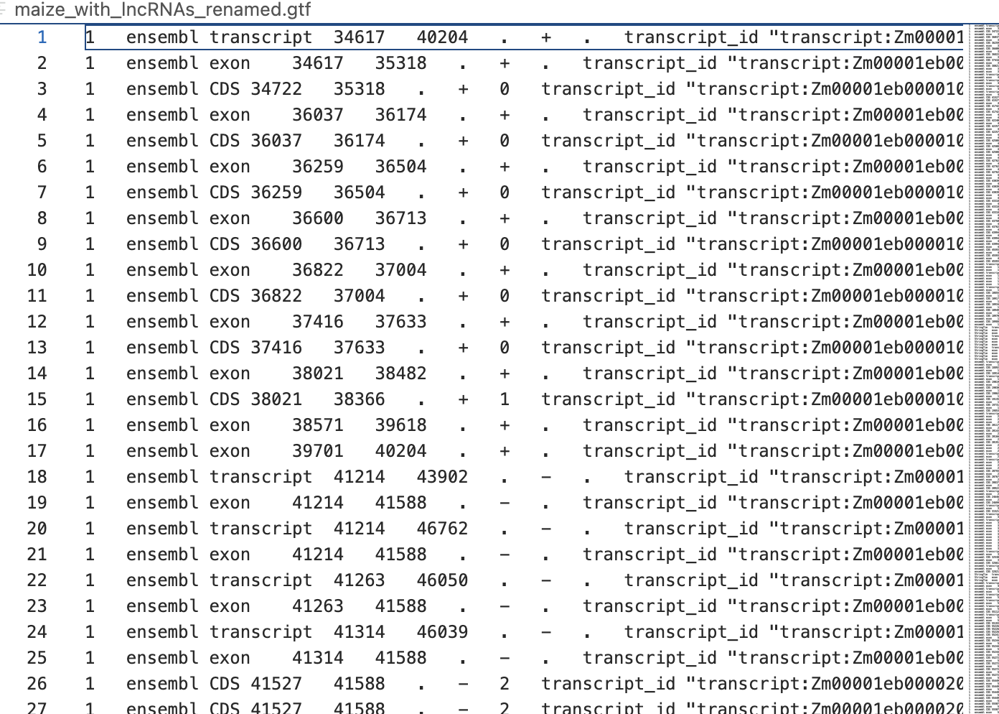 maize_with_lncRNAs_renamed.gtf
1 1 ensembl transcript 34617 40204 . + . transcript_id "transcript:Zm00001
2 1 ensembl exon 34617 35318 . + . transcript_id "transcript:Zm00001eb00
3 1 ensembl CDS 34722 35318 . + 0 transcript_id "transcript:Zm00001eb000010
4 1 ensembl exon 36037 36174 . + . transcript_id "transcript:Zm00001eb00
5 1 ensembl CDS 36037 36174 . + 0 transcript_id "transcript:Zm00001eb000010
6 1 ensembl exon 36259 36504 . + . transcript_id "transcript:Zm00001eb00
7 1 ensembl CDS 36259 36504 . + 0 transcript_id "transcript:Zm00001eb000010
8 1 ensembl exon 36600 36713 . + . transcript_id "transcript:Zm00001eb00
9 1 ensembl CDS 36600 36713 . + 0 transcript_id "transcript:Zm00001eb000010
10 1 ensembl exon 36822 37004 . + . transcript_id "transcript:Zm00001eb00
11 1 ensembl CDS 36822 37004 . + 0 transcript_id "transcript:Zm00001eb000010
12 1 ensembl exon 37416 37633 . + . transcript_id "transcript:Zm00001eb00
13 1 ensembl CDS 37416 37633 . + 0 transcript_id "transcript:Zm00001eb000010
14 1 ensembl exon 38021 38482 . + . transcript_id "transcript:Zm00001eb00
15 1 ensembl CDS 38021 38366 . + 1 transcript_id "transcript:Zm00001eb000010
16 1 ensembl exon 38571 39618 . + . transcript_id "transcript:Zm00001eb00
17 1 ensembl exon 39701 40204 . + . transcript_id "transcript:Zm00001eb00
18 1 ensembl transcript 41214 43902 . - . transcript_id "transcript:Zm00001
19 1 ensembl exon 41214 41588 . - . transcript_id "transcript:Zm00001eb00
20 1 ensembl transcript 41214 46762 . - . transcript_id "transcript:Zm00001
21 1 ensembl exon 41214 41588 . - . transcript_id "transcript:Zm00001eb00
22 1 ensembl transcript 41263 46050 . - . transcript_id "transcript:Zm00001
23 1 ensembl exon 41263 41588 . - . transcript_id "transcript:Zm00001eb00
24 1 ensembl transcript 41314 46039 . - . transcript_id "transcript:Zm00001
25 1 ensembl exon 41314 41588 . - . transcript_id "transcript:Zm00001eb00
26 1 ensembl CDS 41527 41588 . - 2 transcript_id "transcript:Zm00001eb000020
27 1 ensembl CDS 41527 41588 . - 2 transcript_id "transcript:Zm00001eb000020